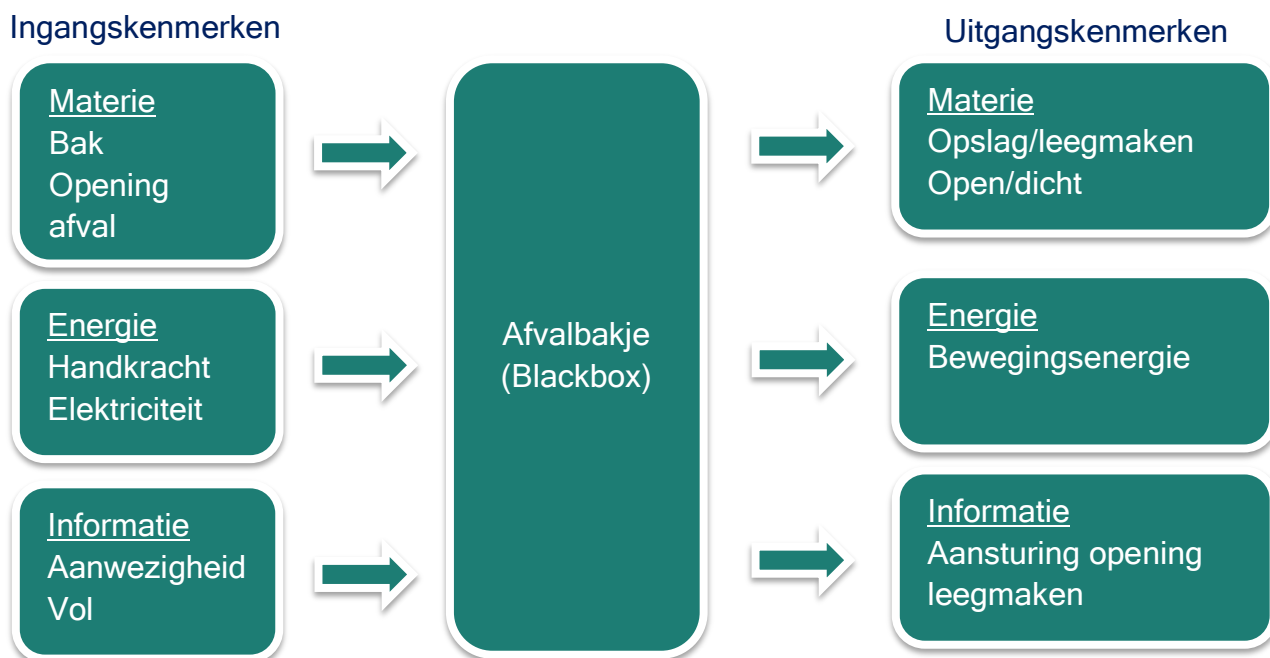 Ingangskenmerken
Materie
Bak
Opening
afval
Energie
Handkracht
Elektriciteit
Informatie
Aanwezigheid
Vol
Afvalbakje
(Blackbox)
Uitgangskenmerken
Materie
Opslag/leegmaken
Open/dicht
Energie
Bewegingsenergie
Informatie
Aansturing opening
leegmaken